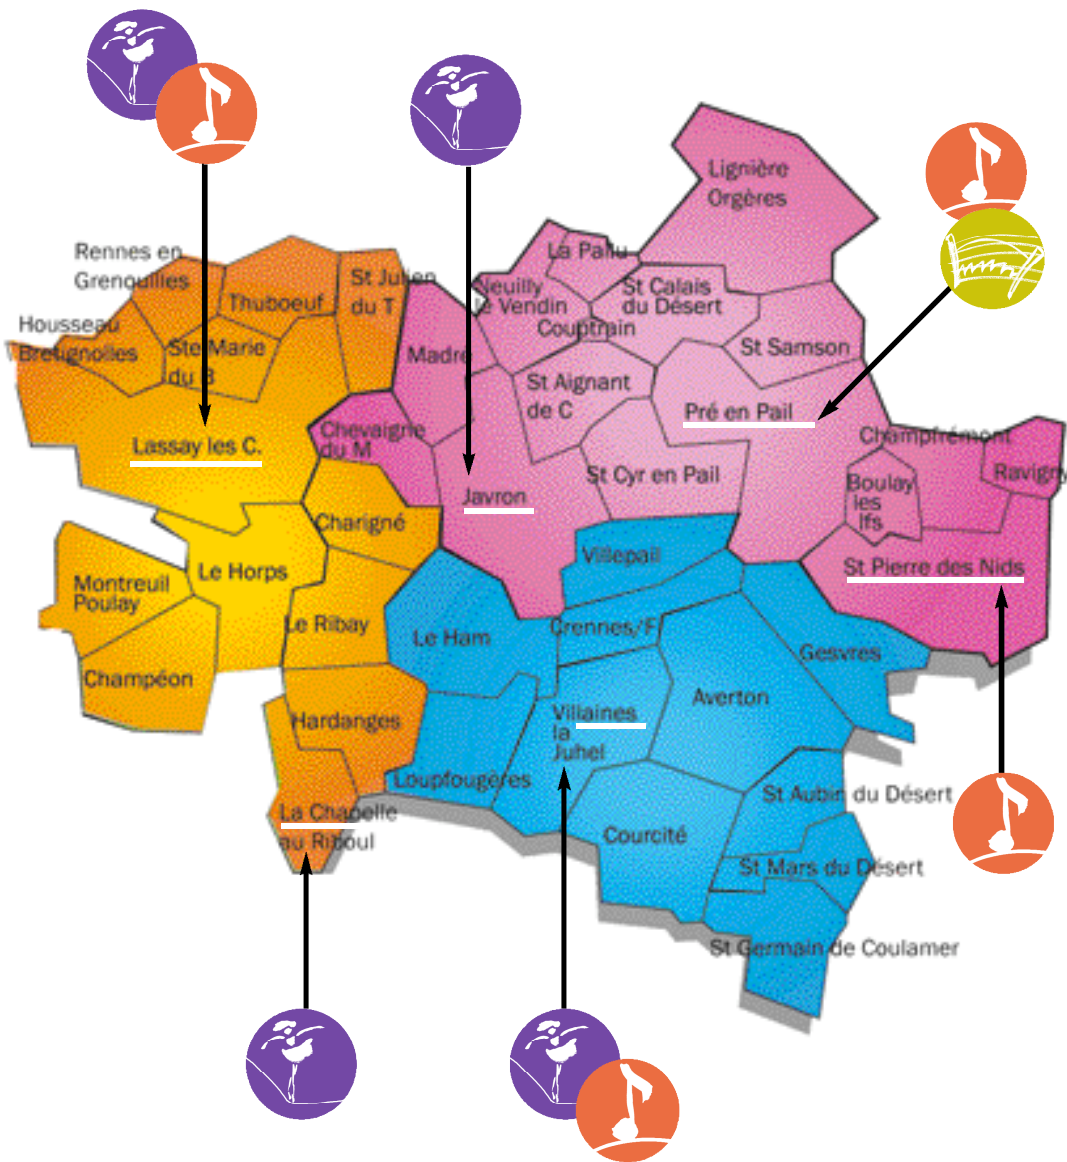 Lignière
Orgères
Rennes en
Grenouilles
La Pallu
St Julien
du T
Thuboeuf
Neuilly
le Vendin
St Calais
du Désert
Housseau
Bretignolles
Couptrain
Ste Marie
du B
Madré
St Samson
St Aignant
de C
Pré en Pail
Chevaigné
du M
Champfrémont
Lassay les C.
St Cyr en Pail
Ravigny
Boulay
les
Ifs
Javron
Charigné
Villepail
St Pierre des Nids
Le Horps
Montreuil
Poulay
Le Ribay
Le Ham
Crennes/F
Gesvres
Champéon
Averton
Hardanges
Villaines
la
Juhel
Loupfougères
St Aubin du Désert
La Chapelle
au Riboul
Courcité
St Mars du Désert
St Germain de Coulamer